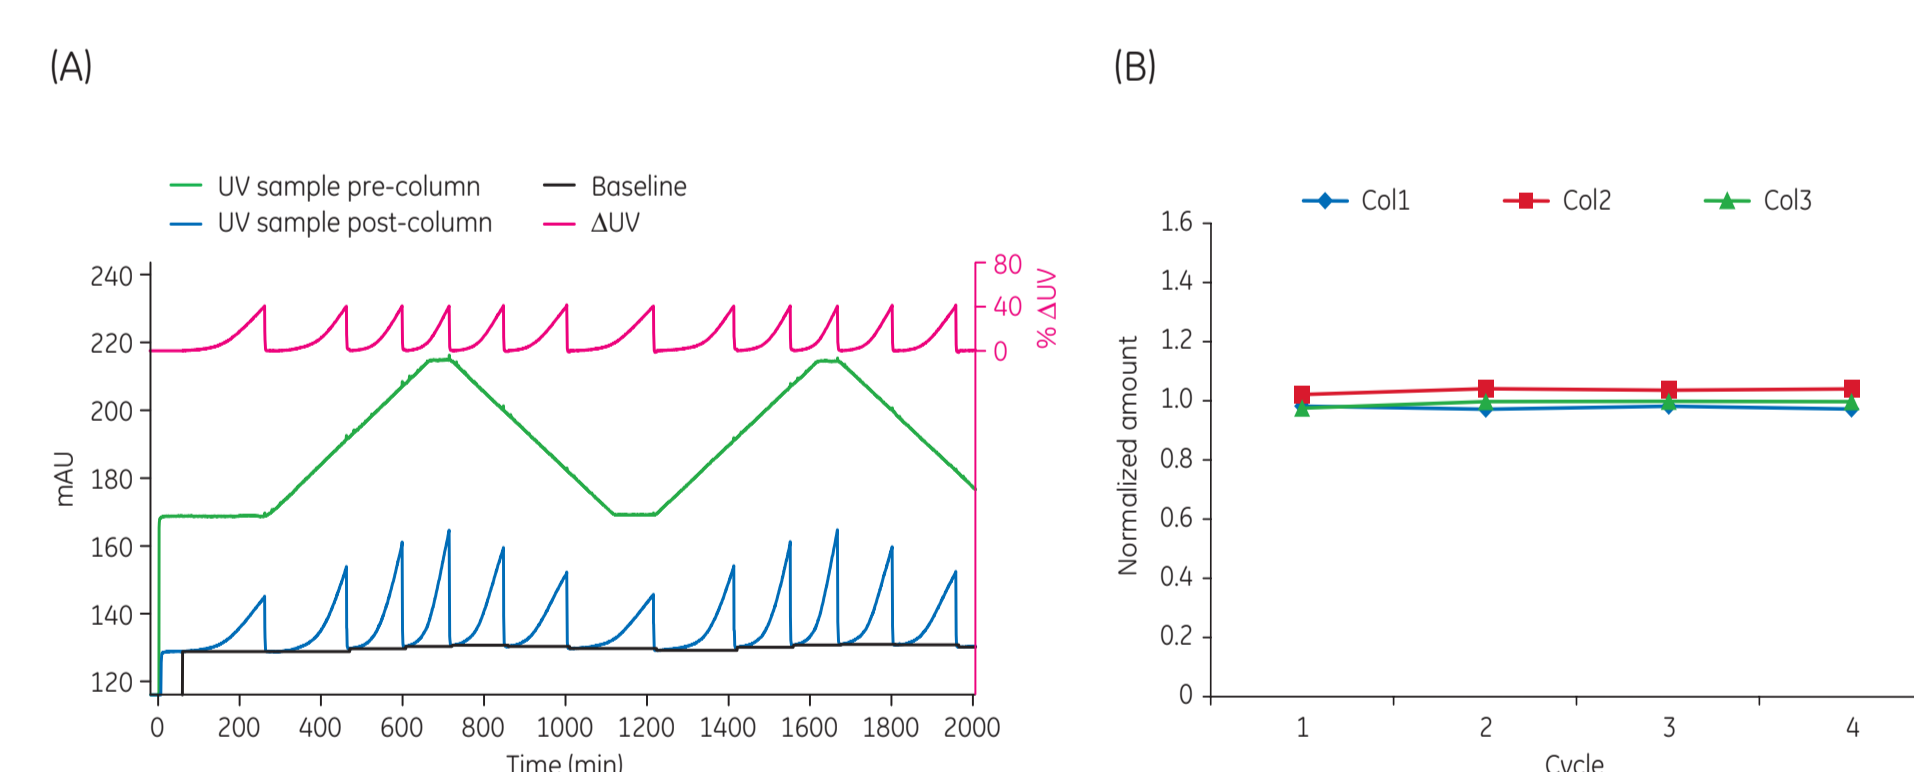 (A)
(B)
UV sample pre-column
Baseline
UV sample post-column
ΔUV
Col1
Col2
Col3
240
220
200
180
160
140
120
mAU
80
40
0
% ΔUV
0
200
400
600
800
1000
1200
1400
1600
1800
2000
Time (min)
1.6
1.4
1.2
1.0
0.8
0.6
0.4
0.2
0
Normalized amount
1
2
3
4
Cycle